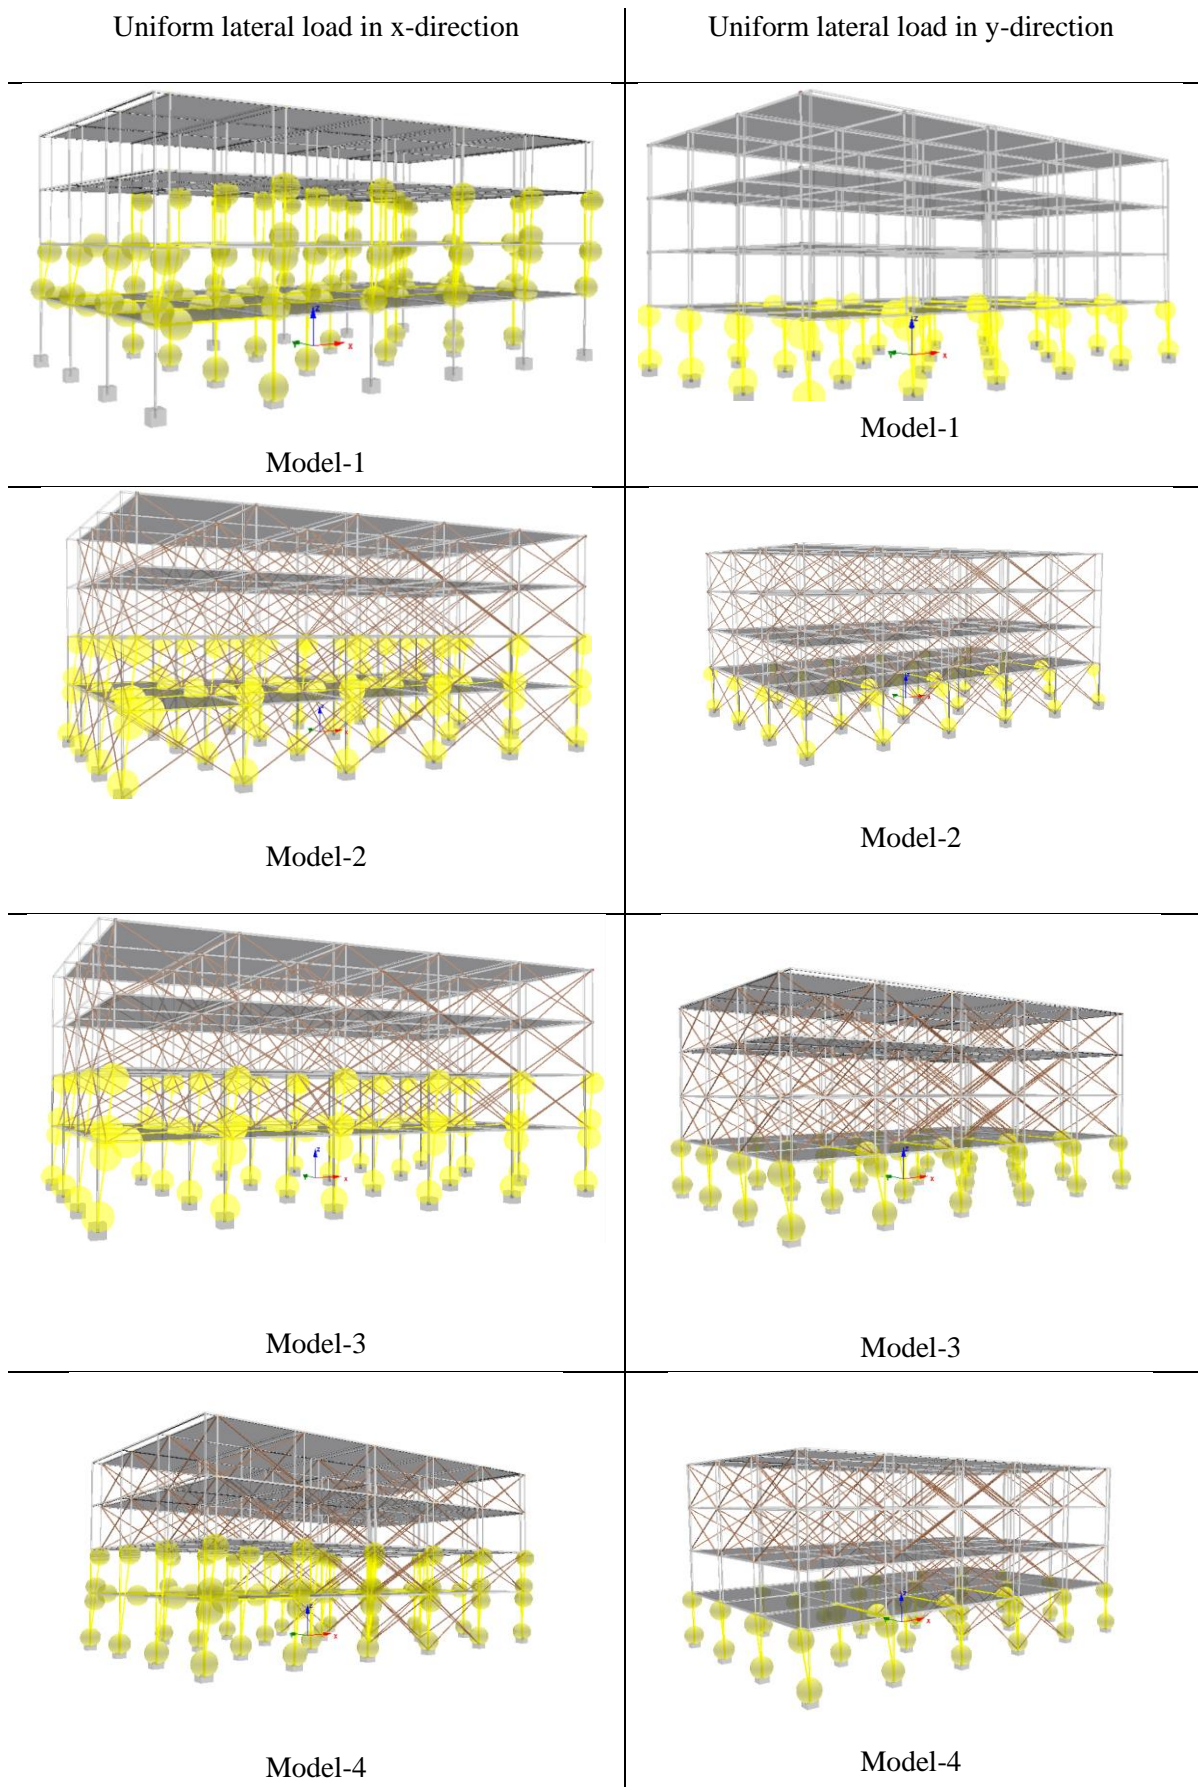 Uniform lateral load in x-direction
Uniform lateral load in y-direction
Model-1
Model-1
Model-2
Model-2
Model-3
Model-3
Model-4
Model-4